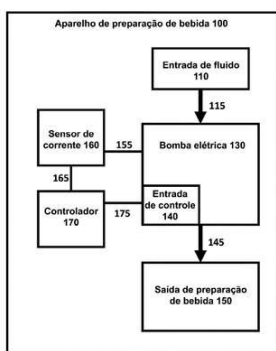 Aparelho de preparação de bebida 100
Entrada de fluido
110
115
Sensor de
corrente 160
155
Bomba elétrica 130
165
Controlador
170
175
Entrada
de controle
140
145
Saída de preparação
de bebida 150